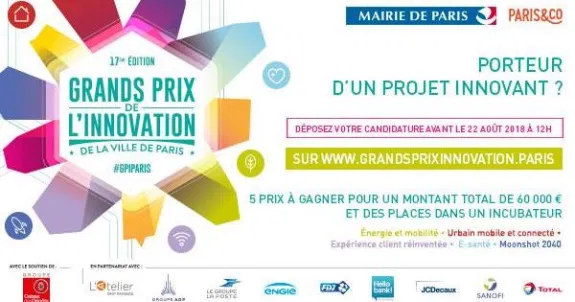 MAIRIE DE PARIS
PARIS&CO
17ème ÉDITION
GRANDS PRIX
DE
L'INNOVATION
DE LA VILLE DE PARIS
#GPIPARIS
PORTEUR
D'UN PROJET INNOVANT ?
DÉPOSEZ VOTRE CANDIDATURE AVANT LE 22 AOÛT 2018 À 12H
SUR WWW.GRANDSPRIXINNOVATION.PARIS
5 PRIX À GAGNER POUR UN MONTANT TOTAL DE 60 000 €
ET DES PLACES DANS UN INCUBATEUR
Énergie et mobilité • Urbain mobile et connecté •
Expérience client réinventée • E-santé • Moonshot 2040
AVEC LE SOUTIEN DE :
EN PARTENARIAT AVEC :
GROUPE
L'Atelier
BNP PARIBAS
GROUPE ADP
LE GROUPE
LA POSTE
ENGIE
FDJ
Hello
bank!
JCDecaux
SANOFI
TOTAL